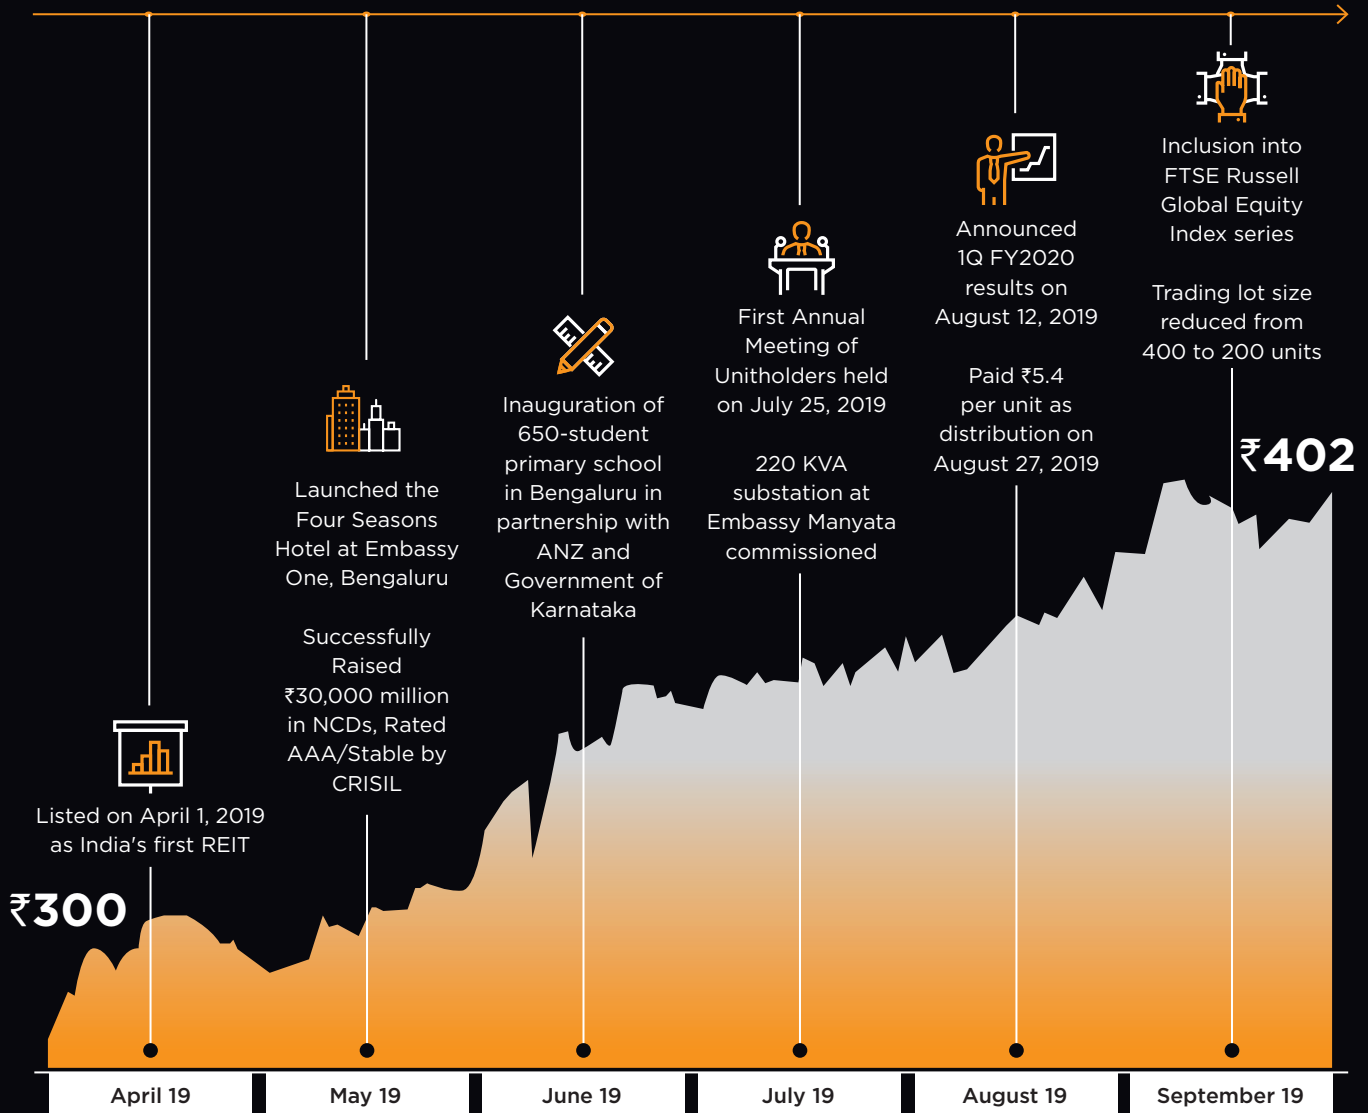 Listed on April 1, 2019
as India's first REIT
₹300
Launched the
Four Seasons
Hotel at Embassy
One, Bengaluru
Successfully
Raised
₹30,000 million
in NCDs, Rated
AAA/Stable by
CRISIL
Inauguration of
650-student
primary school
in Bengaluru in
partnership with
ANZ and
Government of
Karnataka
First Annual
Meeting of
Unitholders held
on July 25, 2019
220 KVA
substation at
Embassy Manyata
commissioned
Announced
1Q FY2020
results on
August 12, 2019
Paid ₹5.4
per unit as
distribution on
August 27, 2019
Inclusion into
FTSE Russell
Global Equity
Index series
Trading lot size
reduced from
400 to 200 units
₹402
April 19
May 19
June 19
July 19
August 19
September 19